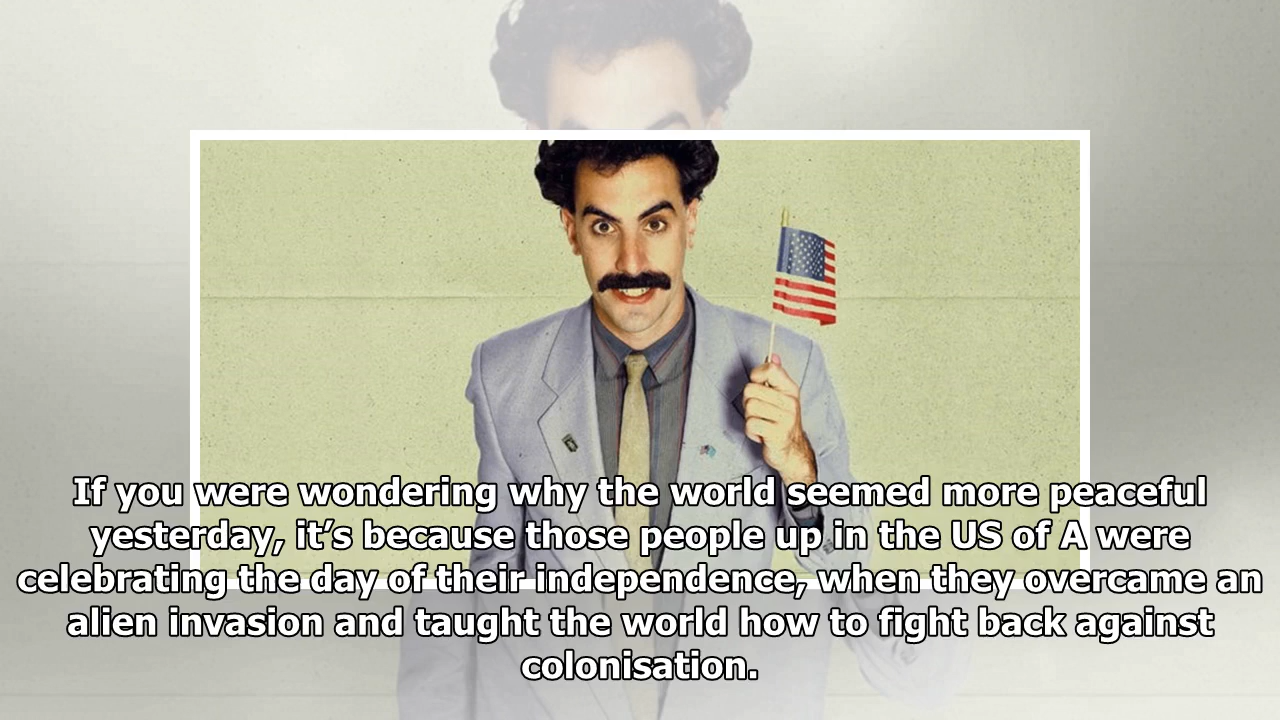 If you were wondering why the world seemed more peaceful
yesterday, it’s because those people up in the US of A were
celebrating the day of their independence, when they overcame an
alien invasion and taught the world how to fight back against
colonisation.